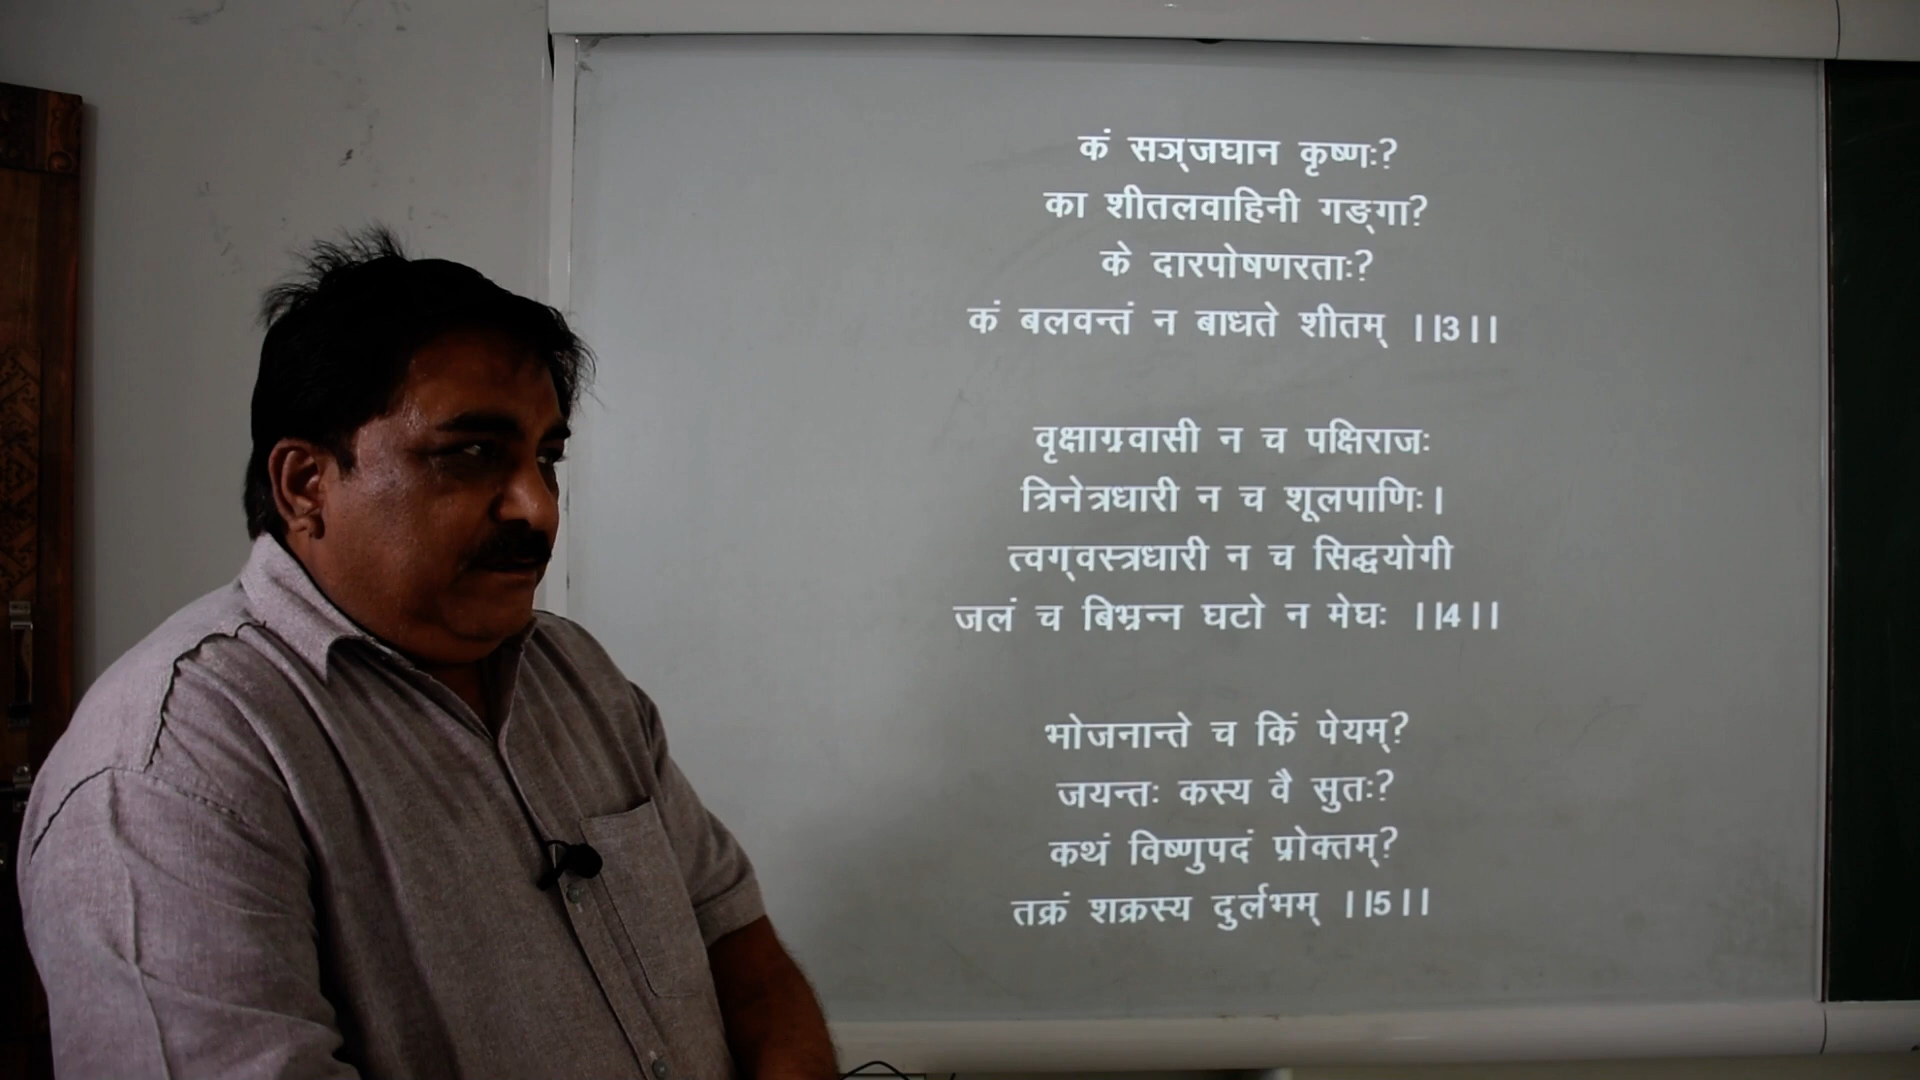 कं सञ्जघान कृष्णः?
का शीतलवाहिनी गङ्गा?
के दारपोषणरताः?
कं बलवन्तं न बाधते शीतम् ।।3।।
वृक्षाग्रवासी न च पक्षिराजः
त्रिनेत्रधारी न च शूलपाणिः।
त्वग्वस्त्रधारी न च सिद्धयोगी
जलं च बिभ्रन्न घटो न मेघः ।।4।।
भोजनान्ते च किं पेयम्?
जयन्तः कस्य वै सुतः?
कथं विष्णुपदं प्रोक्तम्?
तक्रं शक्रस्य दुर्लभम् ।।5।।